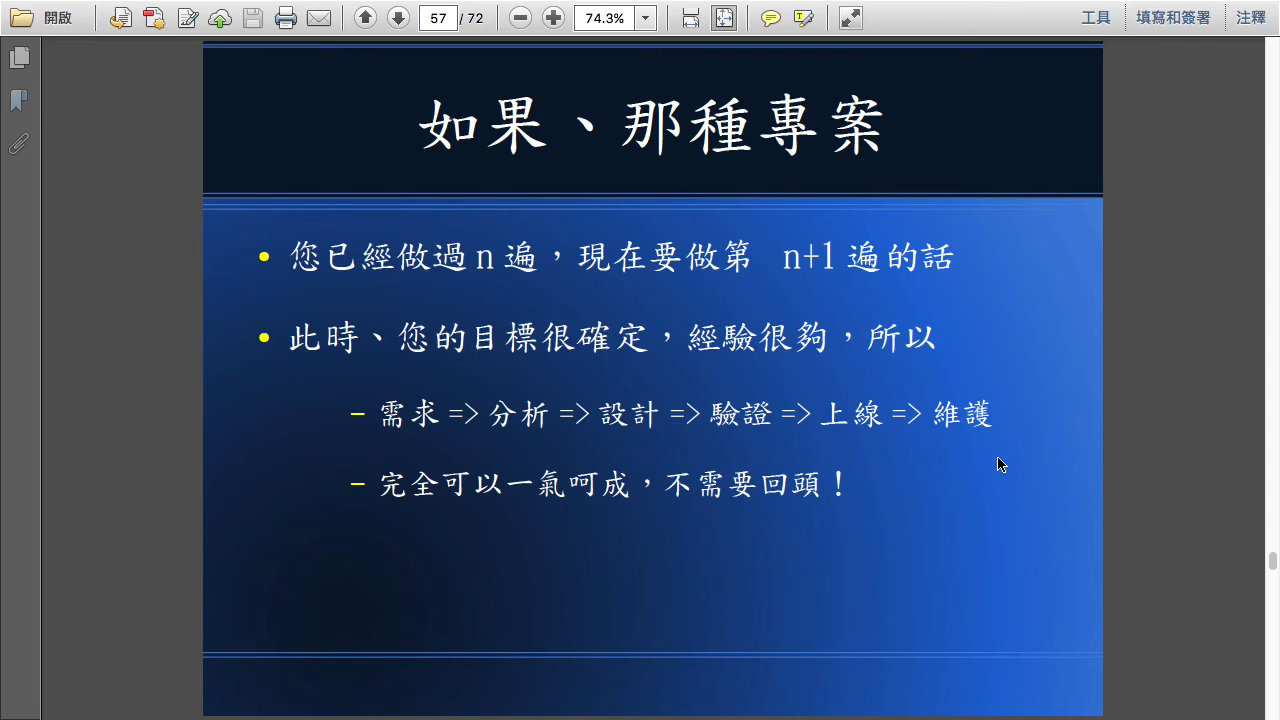 開啟
57 / 72
74.3%
工具
填寫和簽署
注釋
如果、那種專案
• 您已經做過 n 遍，現在要做第 n+1 遍的話
• 此時、您的目標很確定，經驗很夠，所以
– 需求 => 分析 => 設計 => 驗證 => 上線 => 維護
– 完全可以一氣呵成，不需要回頭！